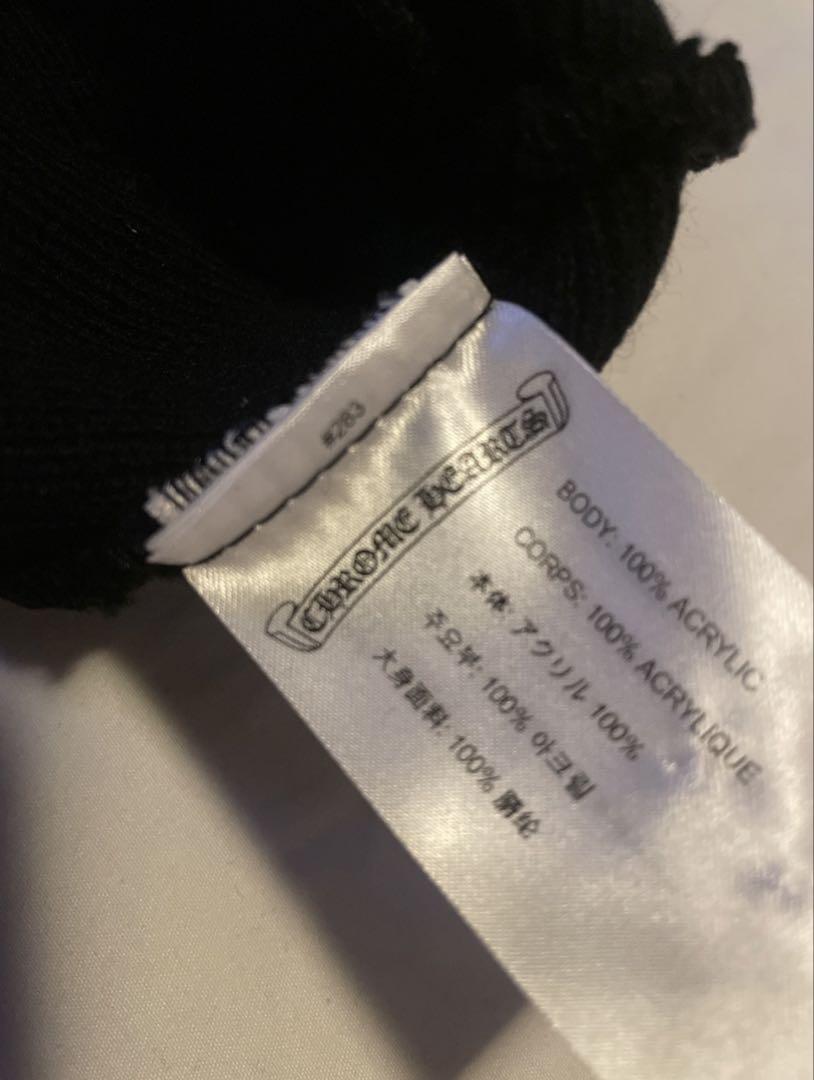 #283
CHROME HEARTS
BODY: 100% ACRYLIC
CORPS: 100% ACRYLIQUE
本体: アクリル 100%
주요부: 100% 아크릴
大身面料: 100% 腈纶